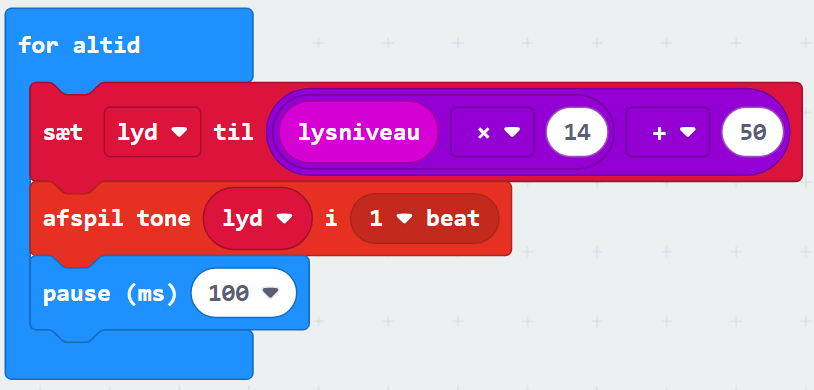 for altid
sæt lyd til lysniveau × 14 + 50
afspil tone lyd i 1 beat
pause (ms) 100